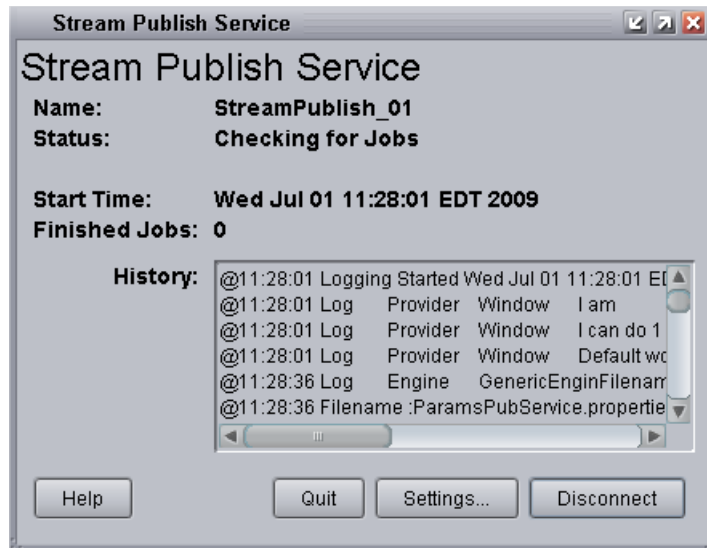 Stream Publish Service
Stream Publish Service
Name: StreamPublish_01
Status: Checking for Jobs
Start Time: Wed Jul 01 11:28:01 EDT 2009
Finished Jobs: 0
History:
@11:28:01 Logging Started Wed Jul 01 11:28:01 ED
@11:28:01 Log Provider Window I am
@11:28:01 Log Provider Window I can do 1
@11:28:01 Log Provider Window Default wo
@11:28:36 Log Engine GenericEnginFilenam
@11:28:36 Filename :ParamsPubService.propertie
Help Quit Settings... Disconnect